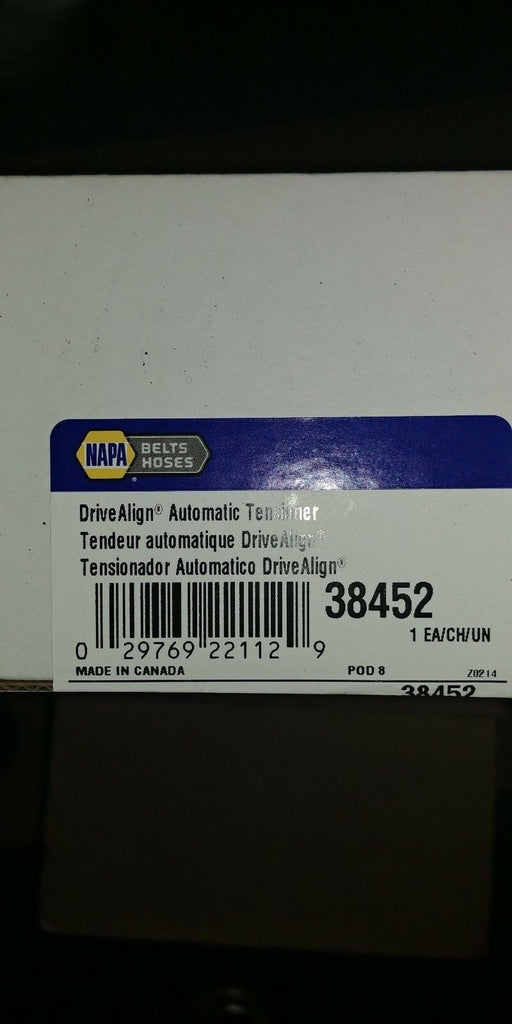 NAPA BELTS
HOSES
DriveAlign® Automatic Tensioner
Tendeur automatique DriveAlign®
Tensionador Automatico DriveAlign®
38452
1 EA/CH/UN
0 29769 22112 9
MADE IN CANADA POD 8 Z0214
38452